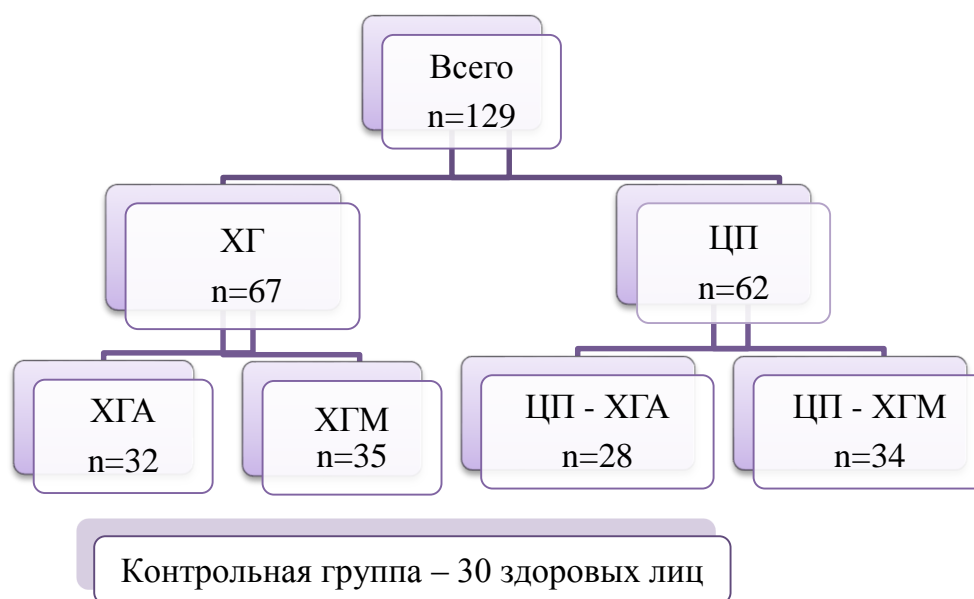 Всего
n=129
ХГ
n=67
ЦП
n=62
ХГА
n=32
ХГМ
n=35
ЦП - ХГА
n=28
ЦП - ХГМ
n=34
Контрольная группа – 30 здоровых лиц